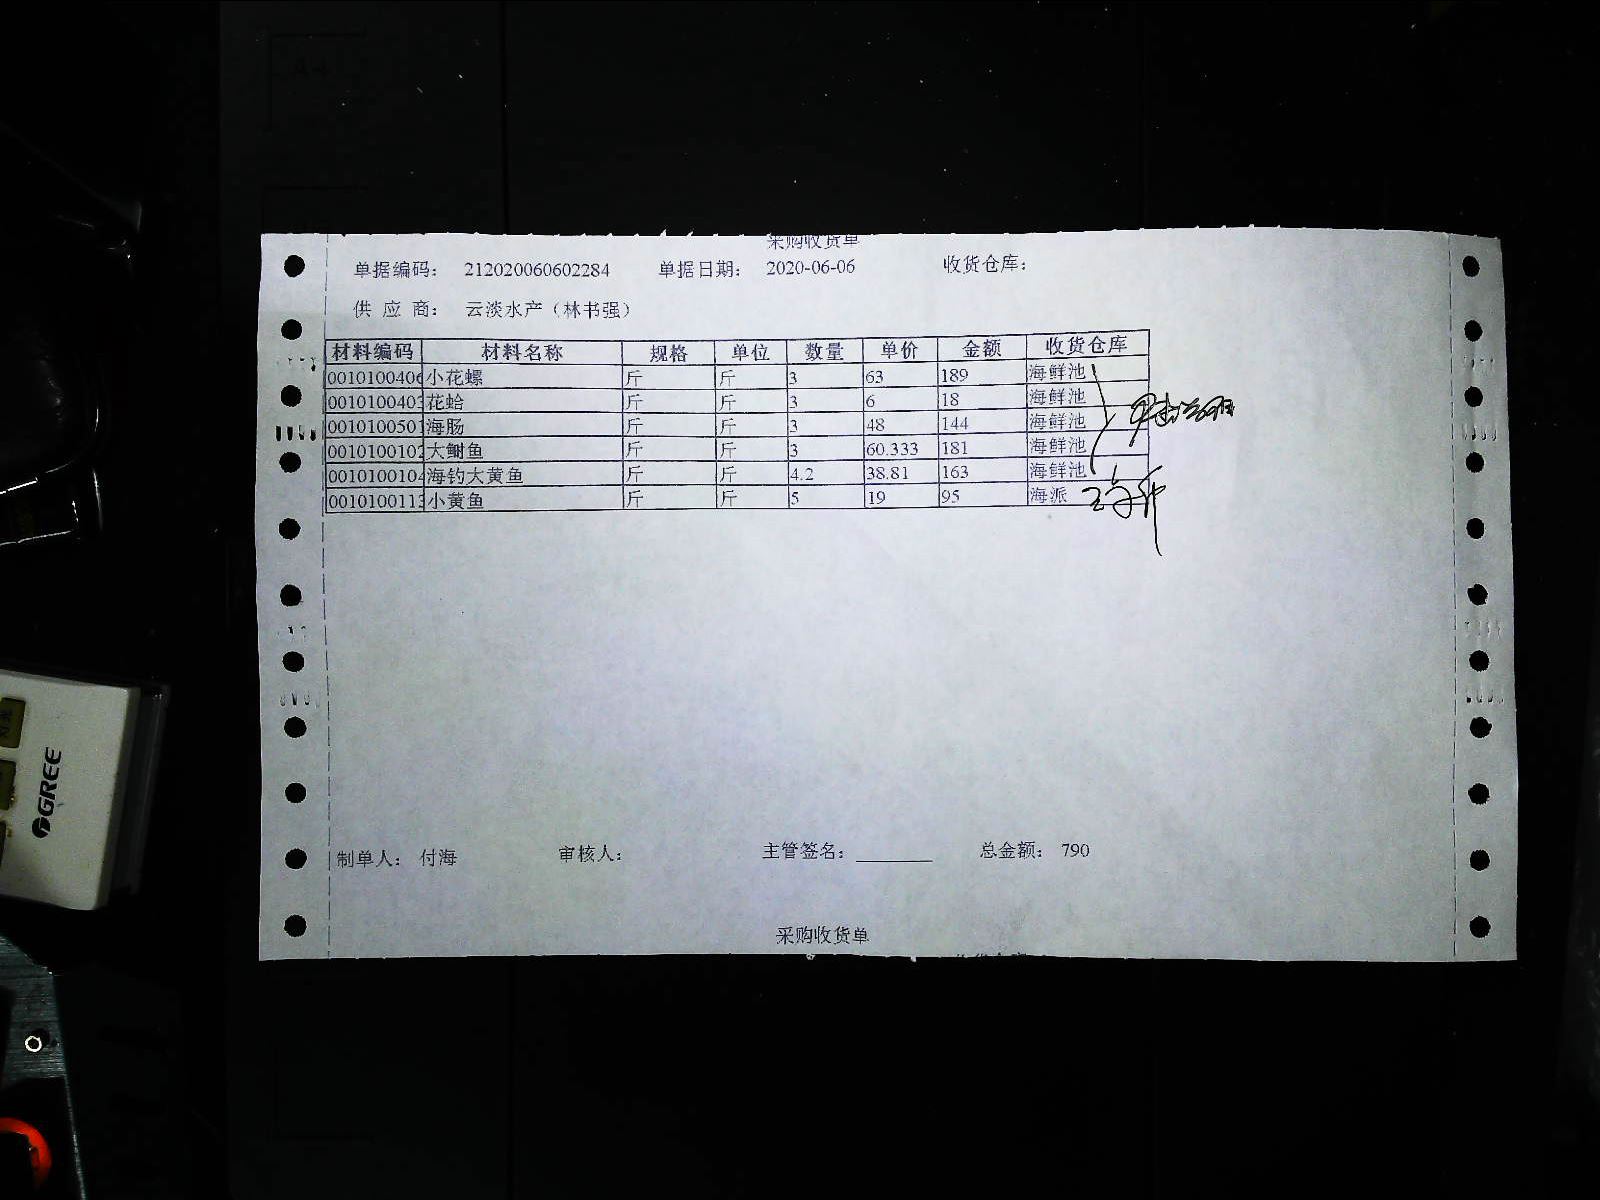 采购收货单
单据编码： 212020060602284 单据日期： 2020-06-06 收货仓库：
供 应 商： 云淡水产（林书强）
材料编码 材料名称 规格 单位 数量 单价 金额 收货仓库
0010100406 小花螺 斤 斤 3 63 189 海鲜池
0010100403 花蛤 斤 斤 3 6 18 海鲜池
0010100501 海肠 斤 斤 3 48 144 海鲜池
0010100102 大鲥鱼 斤 斤 3 60.333 181 海鲜池
0010100104 海钓大黄鱼 斤 斤 4.2 38.81 163 海鲜池
0010100113 小黄鱼 斤 斤 5 19 95 海派
制单人： 付海 审核人： 主管签名： 总金额： 790
采购收货单
GREE